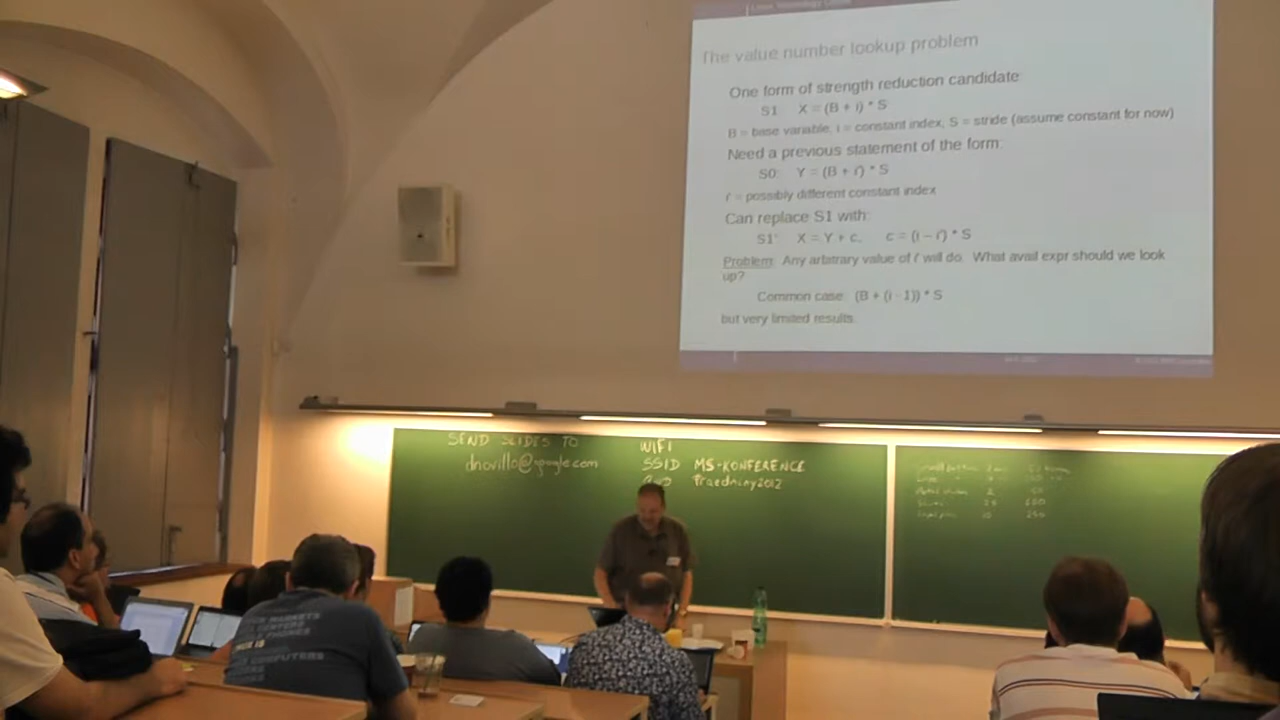 The value number lookup problem
One form of strength reduction candidate:
S1: X = (B + i) * S
B = base variable, i = constant index, S = stride (assume constant for now)
Need a previous statement of the form:
S0: Y = (B + i') * S
i' = possibly different constant index
Can replace S1 with:
S1': X = Y + c, c = (i – i') * S
Problem: Any arbitrary value of i' will do. What avail expr should we look
up?
Common case: (B + (i - 1)) * S
but very limited results
SEND SLIDES TO
dnovillo@google.com
WIFI
SSID MS-KONFERENCE
Praedniny2012